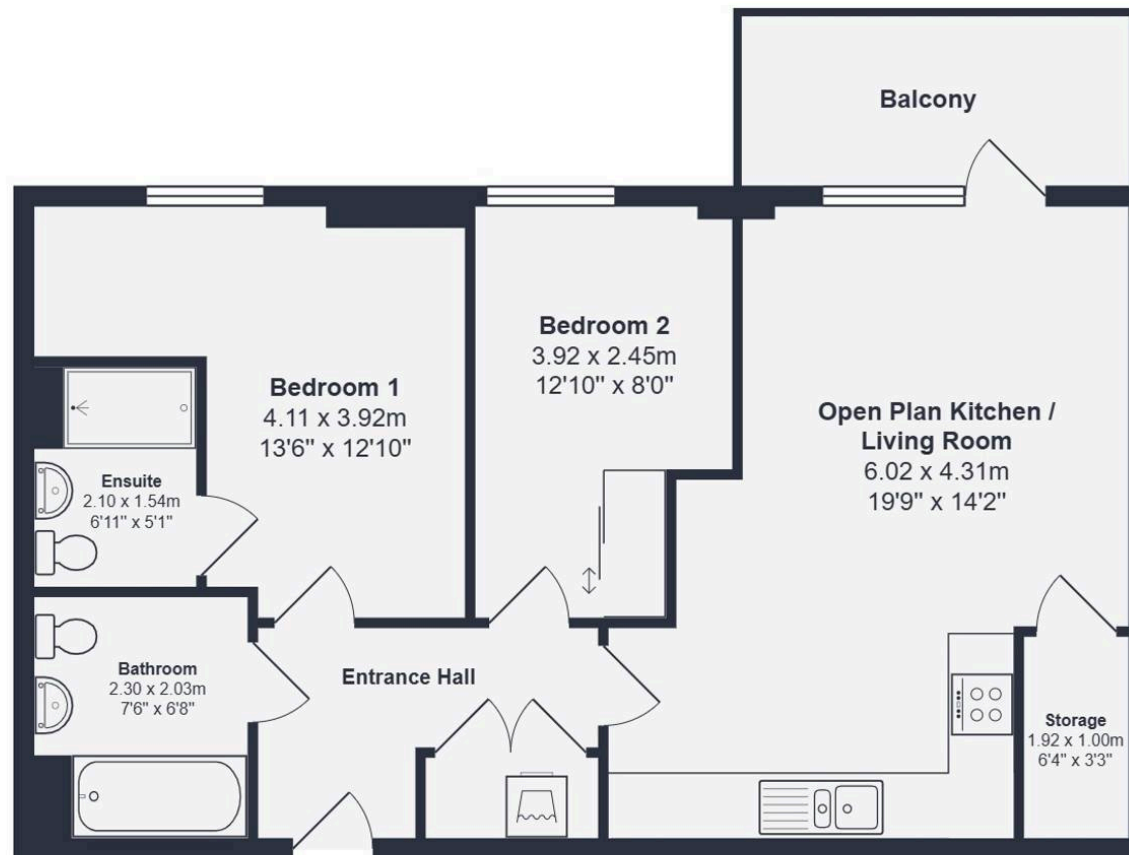 Balcony
Bedroom 1
4.11 x 3.92m
13'6" x 12'10"
Bedroom 2
3.92 x 2.45m
12'10" x 8'0"
Open Plan Kitchen /
Living Room
6.02 x 4.31m
19'9" x 14'2"
Ensuite
2.10 x 1.54m
6'11" x 5'1"
Bathroom
2.30 x 2.03m
7'6" x 6'8"
Entrance Hall
Storage
1.92 x 1.00m
6'4" x 3'3"